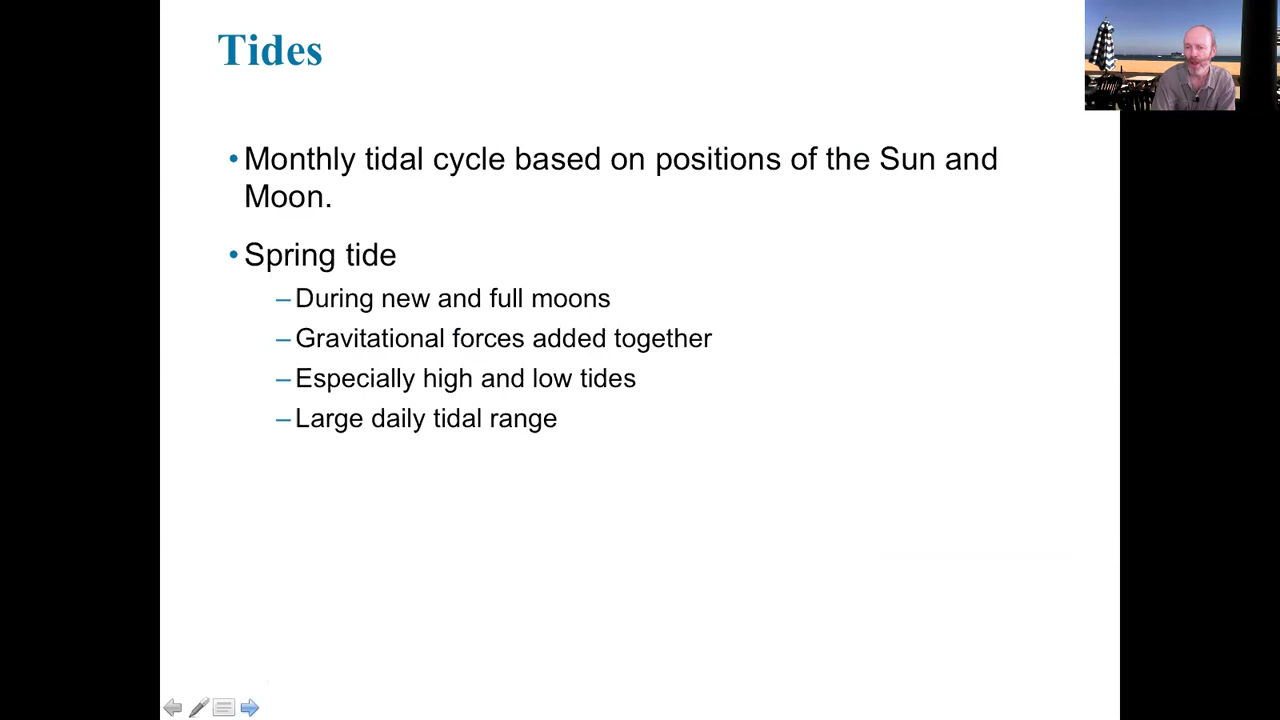 Tides
•Monthly tidal cycle based on positions of the Sun and
Moon.
•Spring tide
–During new and full moons
–Gravitational forces added together
–Especially high and low tides
–Large daily tidal range